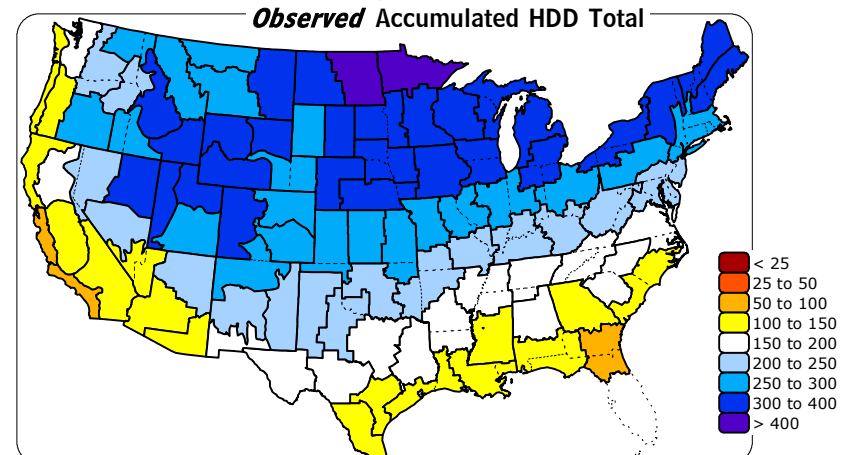 Observed Accumulated HDD Total
< 25
25 to 50
50 to 100
100 to 150
150 to 200
200 to 250
250 to 300
300 to 400
> 400